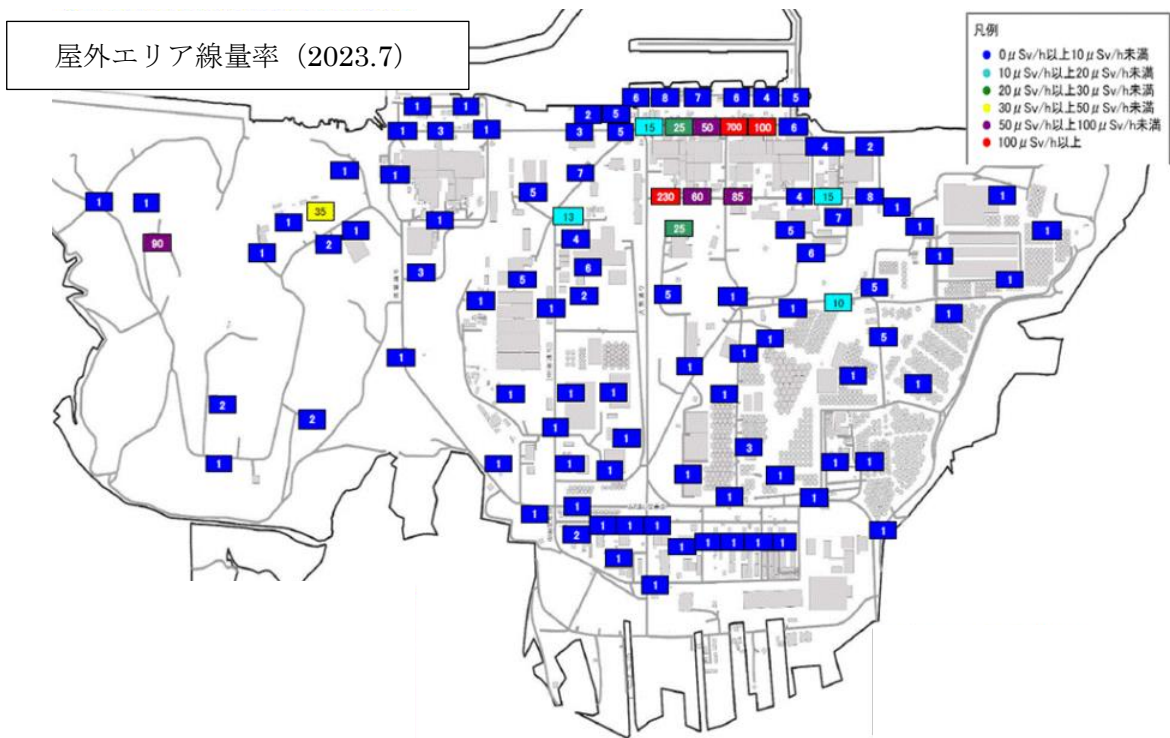 屋外エリア線量率（2023.7）
凡例
0μSv/h以上10μSv/h未満
10μSv/h以上20μSv/h未満
20μSv/h以上30μSv/h未満
30μSv/h以上50μSv/h未満
50μSv/h以上100μSv/h未満
100μSv/h以上
6 8 7 6 4 5
1 1
2 5
15 25 50 700 100 6
1 3 1 3 5
4 2
1 1 7
5 230 60 85 4 15 8 1
1 1 1
35 13 7
1 1 1
1 2 4 25 5 1 1
90
1 6 1
3 6
5 1
2 5 1 5
1 1 1 10 1
5
1 1
1 1
1 1
1 1 1 1 1
2
2 1
1 3
1 1 1 1 1 1
1 1 1
1 1
1 1
1 1 1 1
2 1 1 1 1 1
1
1